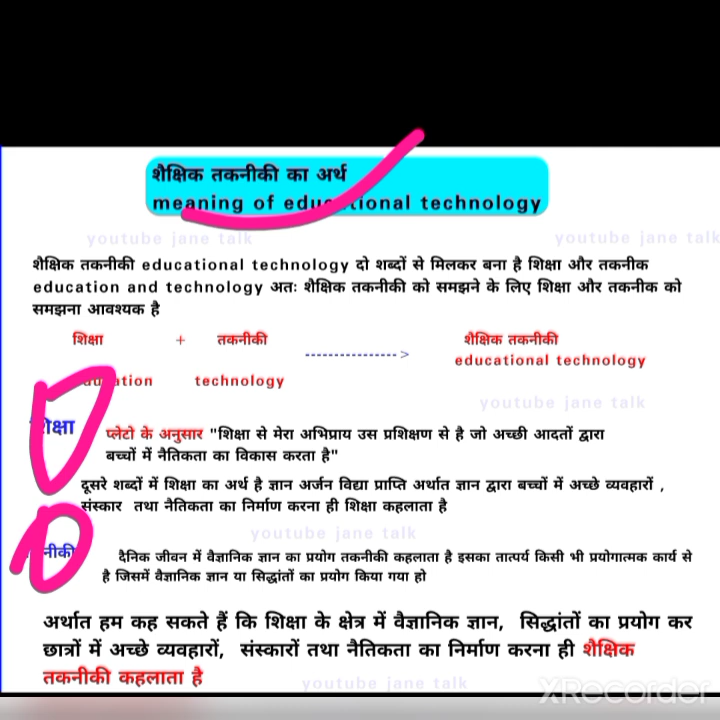 शैक्षिक तकनीकी का अर्थ
meaning of educational technology
youtube jane talk
youtube jane talk
शैक्षिक तकनीकी educational technology दो शब्दों से मिलकर बना है शिक्षा और तकनीक
education and technology अतः शैक्षिक तकनीकी को समझने के लिए शिक्षा और तकनीक को
समझना आवश्यक है
शिक्षा + तकनीकी -----------------> शैक्षिक तकनीकी
educational technology
education technology
youtube jane talk
शिक्षा
प्लेटो के अनुसार "शिक्षा से मेरा अभिप्राय उस प्रशिक्षण से है जो अच्छी आदतों द्वारा
बच्चों में नैतिकता का विकास करता है"
दूसरे शब्दों में शिक्षा का अर्थ है ज्ञान अर्जन विद्या प्राप्ति अर्थात ज्ञान द्वारा बच्चों में अच्छे व्यवहारों ,
संस्कार तथा नैतिकता का निर्माण करना ही शिक्षा कहलाता है
youtube jane talk
तकनीकी दैनिक जीवन में वैज्ञानिक ज्ञान का प्रयोग तकनीकी कहलाता है इसका तात्पर्य किसी भी प्रयोगात्मक कार्य से
है जिसमें वैज्ञानिक ज्ञान या सिद्धांतों का प्रयोग किया गया हो
अर्थात हम कह सकते हैं कि शिक्षा के क्षेत्र में वैज्ञानिक ज्ञान, सिद्धांतों का प्रयोग कर
छात्रों में अच्छे व्यवहारों, संस्कारों तथा नैतिकता का निर्माण करना ही शैक्षिक
तकनीकी कहलाता है
youtube jane talk
XRecorder